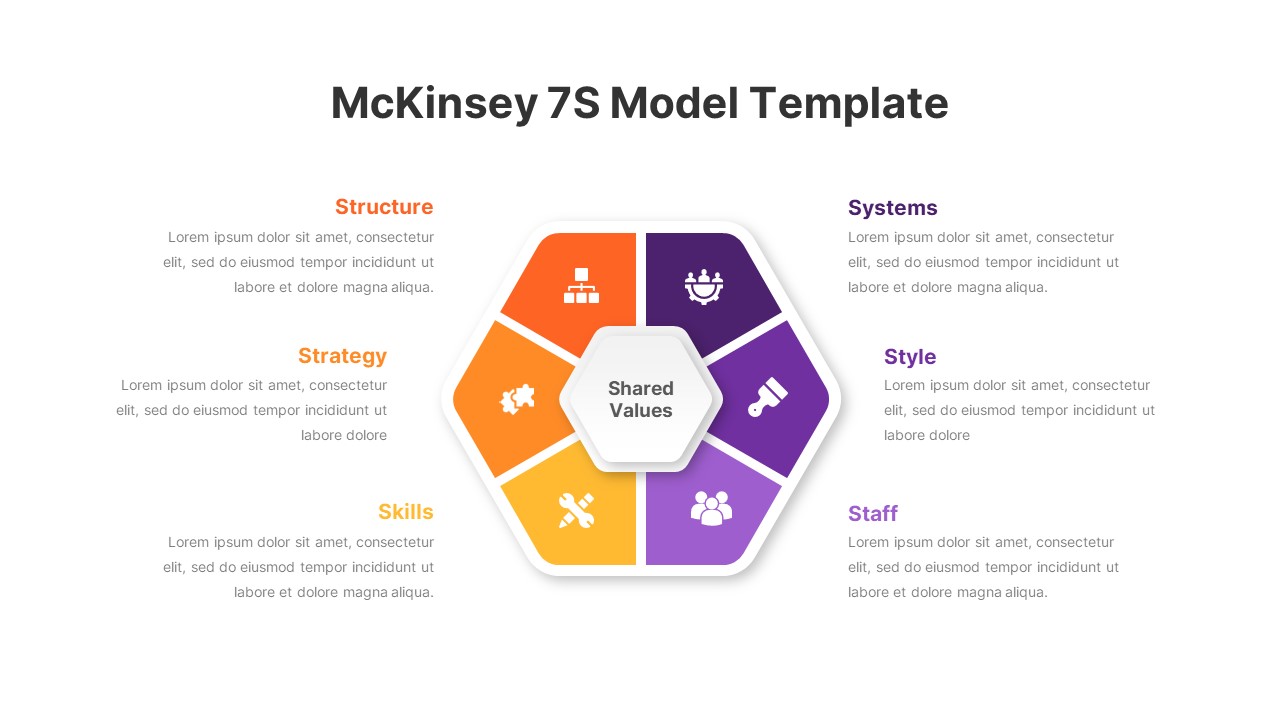 McKinsey 7S Model Template
Structure
Lorem ipsum dolor sit amet, consectetur
elit, sed do eiusmod tempor incididunt ut
labore et dolore magna aliqua.
Strategy
Lorem ipsum dolor sit amet, consectetur
elit, sed do eiusmod tempor incididunt ut
labore dolore
Skills
Lorem ipsum dolor sit amet, consectetur
elit, sed do eiusmod tempor incididunt ut
labore et dolore magna aliqua.
Shared
Values
Systems
Lorem ipsum dolor sit amet, consectetur
elit, sed do eiusmod tempor incididunt ut
labore et dolore magna aliqua.
Style
Lorem ipsum dolor sit amet, consectetur
elit, sed do eiusmod tempor incididunt ut
labore dolore
Staff
Lorem ipsum dolor sit amet, consectetur
elit, sed do eiusmod tempor incididunt ut
labore et dolore magna aliqua.